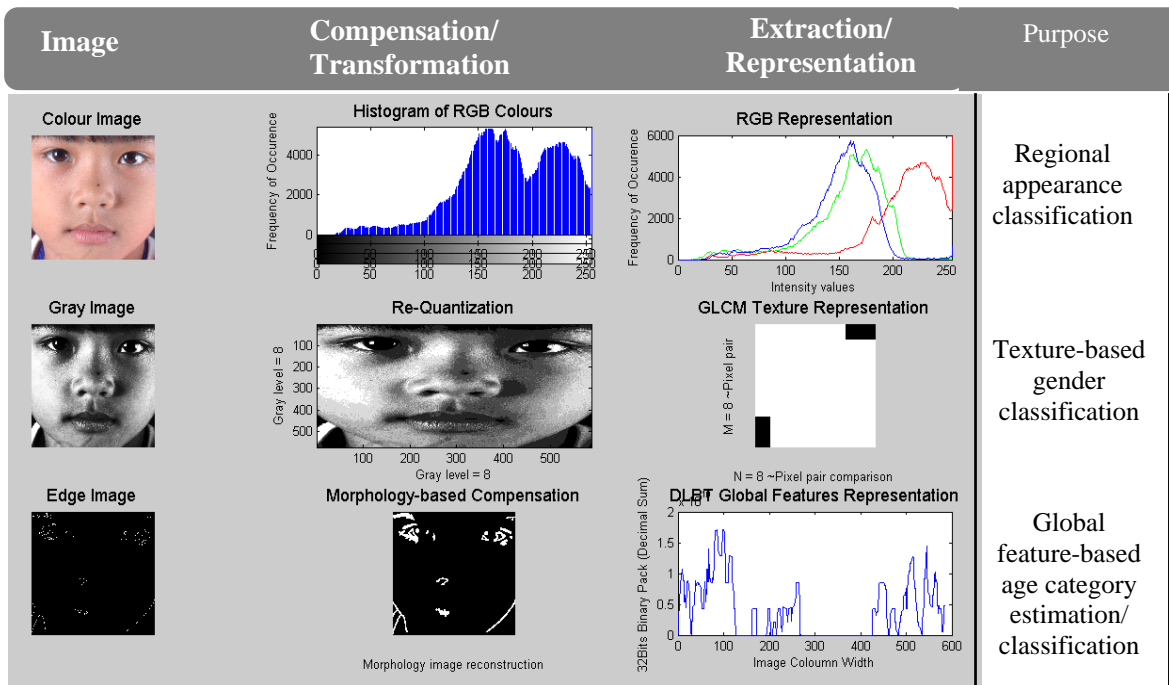 Image
Compensation/
Transformation
Extraction/
Representation
Purpose
Colour Image
Histogram of RGB Colours
Frequency of Occurence
4000
2000
0
0 50 100 150 200 250
50 100 150 200 250
RGB Representation
Frequency of Occurence
6000
4000
2000
0
0 50 100 150 200 250
Intensity values
Regional
appearance
classification
Gray Image
Re-Quantization
Gray level = 8
100
200
300
400
500
100 200 300 400 500
Gray level = 8
GLCM Texture Representation
M = 8 ~Pixel pair
N = 8 ~Pixel pair comparison
Texture-based
gender
classification
Edge Image
Morphology-based Compensation
Morphology image reconstruction
DLBT Global Features Representation
32Bits Binary Pack (Decimal Sum)
2
1.5
1
0.5
0
0 100 200 300 400 500 600
Image Coloumn Width
Global
feature-based
age category
estimation/
classification